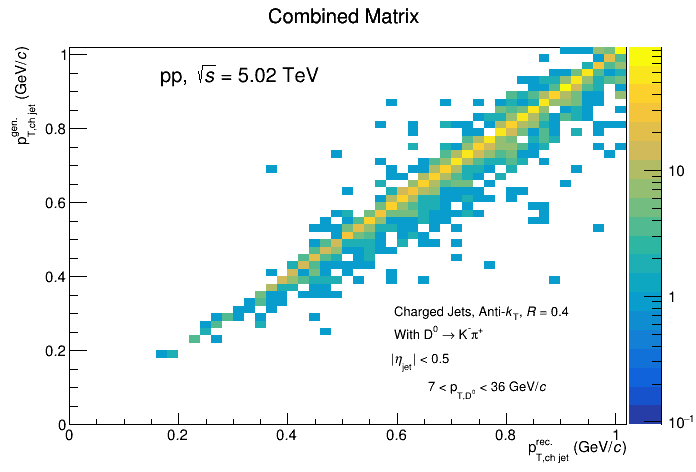 Combined Matrix
p^gen._T,ch jet (GeV/c)
1
0.8
0.6
0.4
0.2
0
pp, √s = 5.02 TeV
Charged Jets, Anti-k_T, R = 0.4
With D^0 → K^-π^+
|η_jet| < 0.5
7 < p_T,D^0 < 36 GeV/c
10
1
10^−1
0 0.2 0.4 0.6 0.8 1
p^rec._T,ch jet (GeV/c)